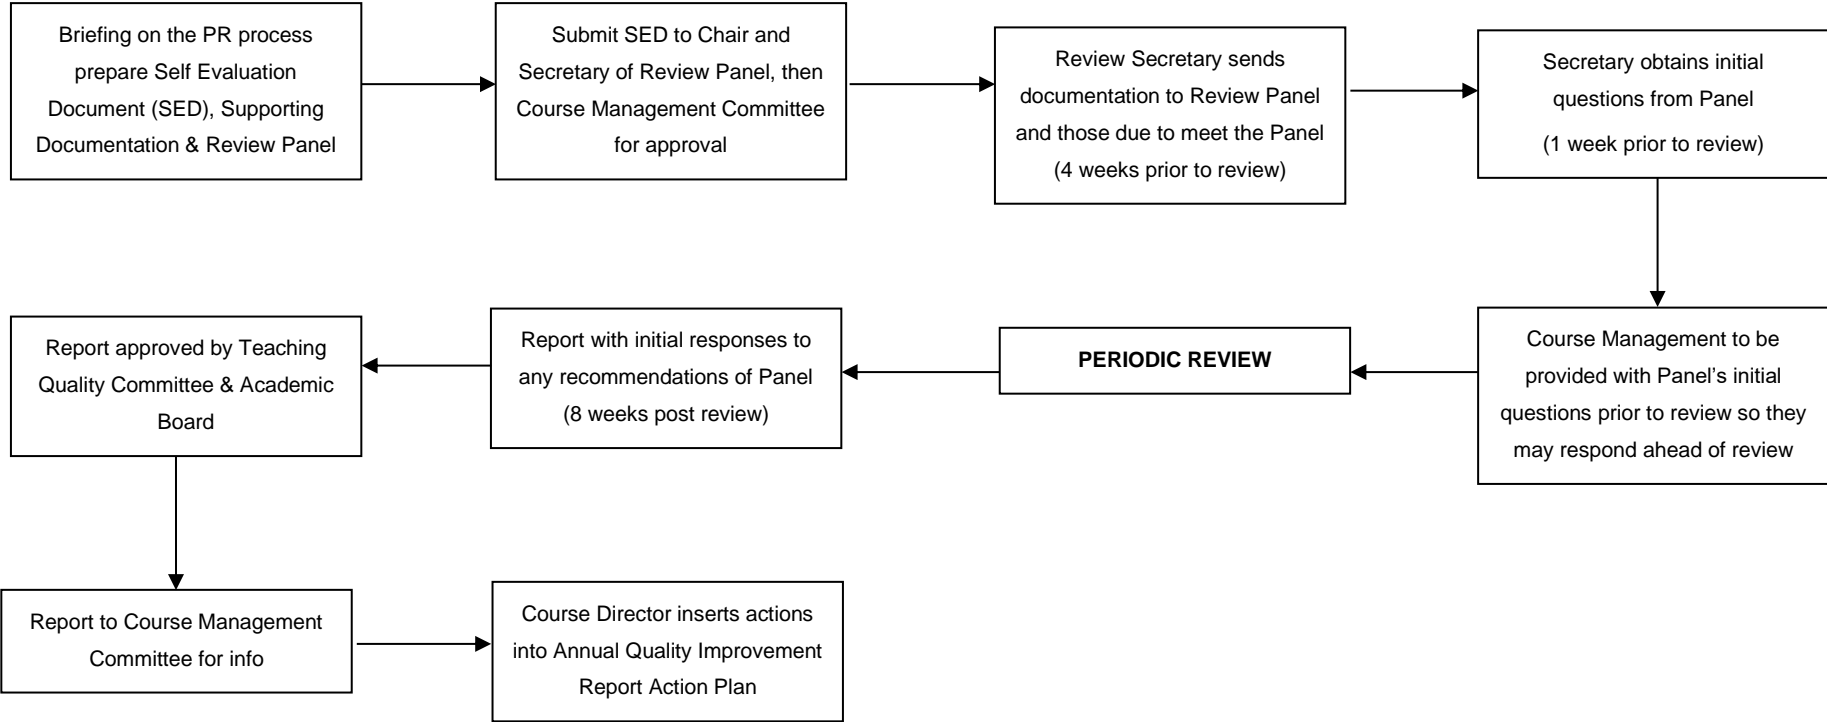 Briefing on the PR process
prepare Self Evaluation
Document (SED), Supporting
Documentation & Review Panel
Submit SED to Chair and
Secretary of Review Panel, then
Course Management Committee
for approval
Review Secretary sends
documentation to Review Panel
and those due to meet the Panel
(4 weeks prior to review)
Secretary obtains initial
questions from Panel
(1 week prior to review)
Course Management to be
provided with Panel’s initial
questions prior to review so they
may respond ahead of review
PERIODIC REVIEW
Report with initial responses to
any recommendations of Panel
(8 weeks post review)
Report approved by Teaching
Quality Committee & Academic
Board
Report to Course Management
Committee for info
Course Director inserts actions
into Annual Quality Improvement
Report Action Plan